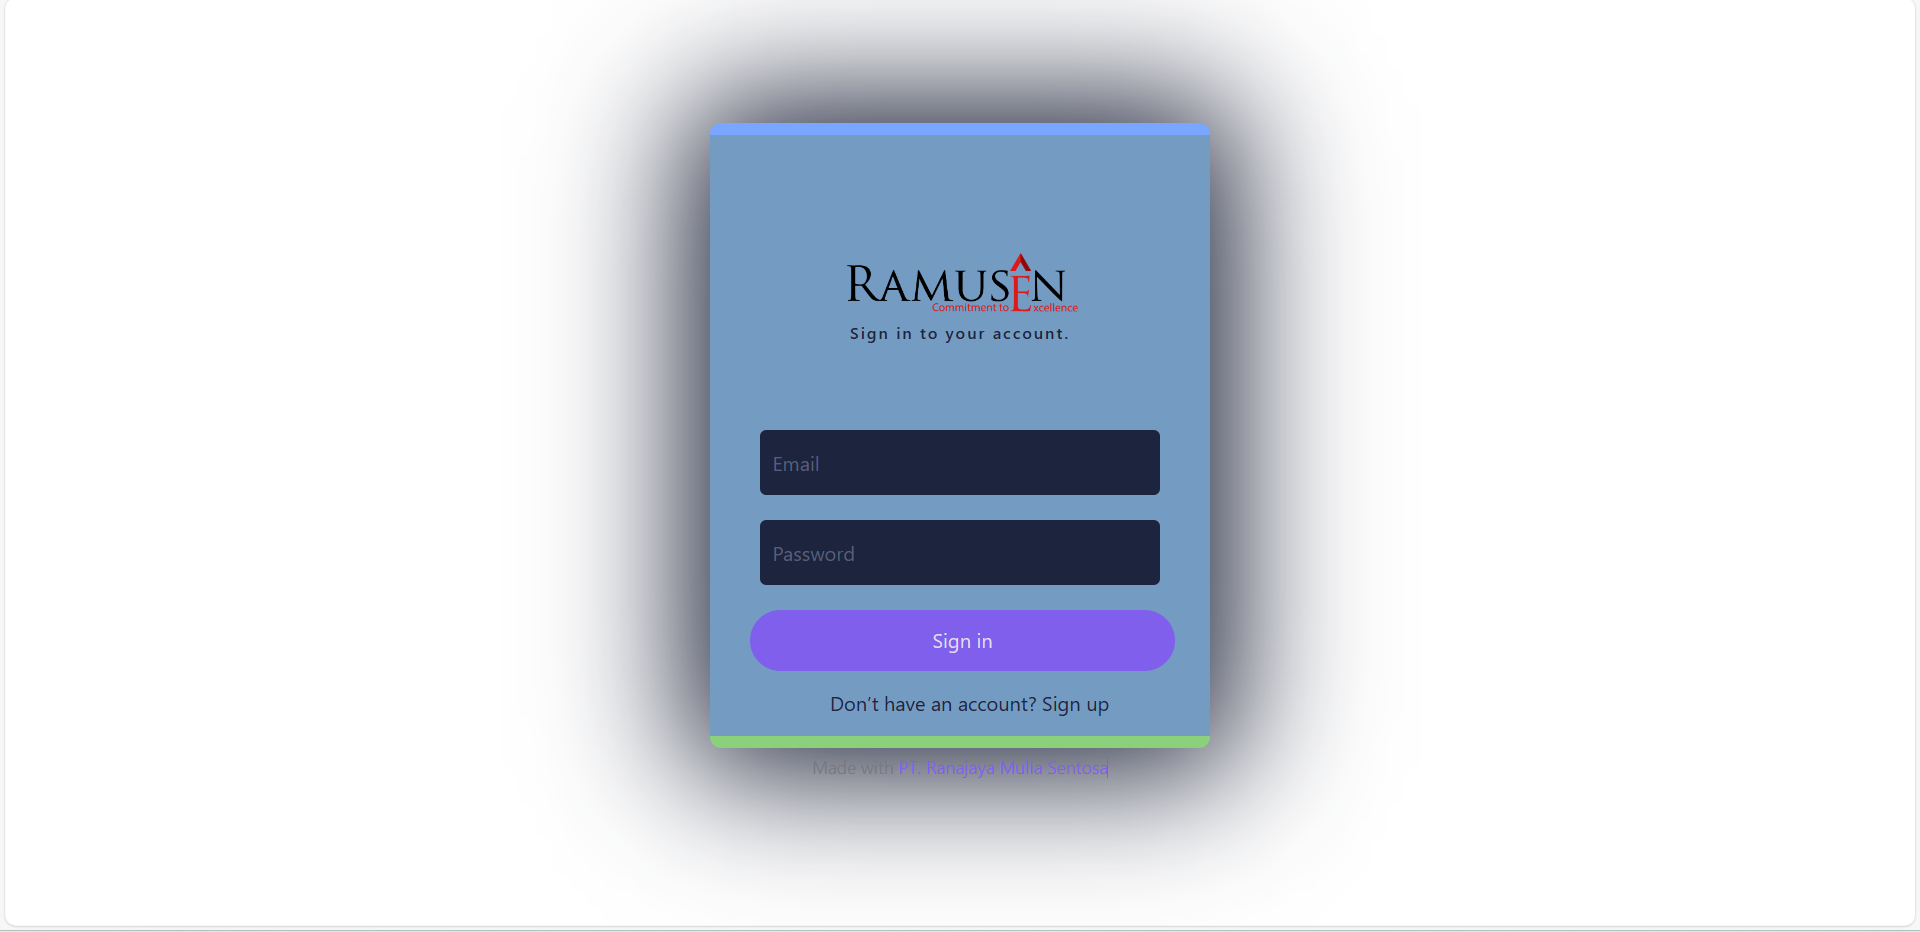 RAMUSEN
Commitment to Excellence
Sign in to your account.
Email
Password
Sign in
Don't have an account? Sign up
Made with PT. Ranajaya Mulia Sentosa